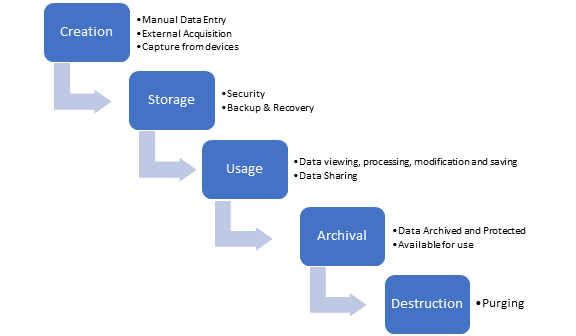 Creation
•Manual Data Entry
•External Acquisition
•Capture from devices
Storage
•Security
•Backup & Recovery
Usage
•Data viewing, processing, modification and saving
•Data Sharing
Archival
•Data Archived and Protected
•Available for use
Destruction
•Purging